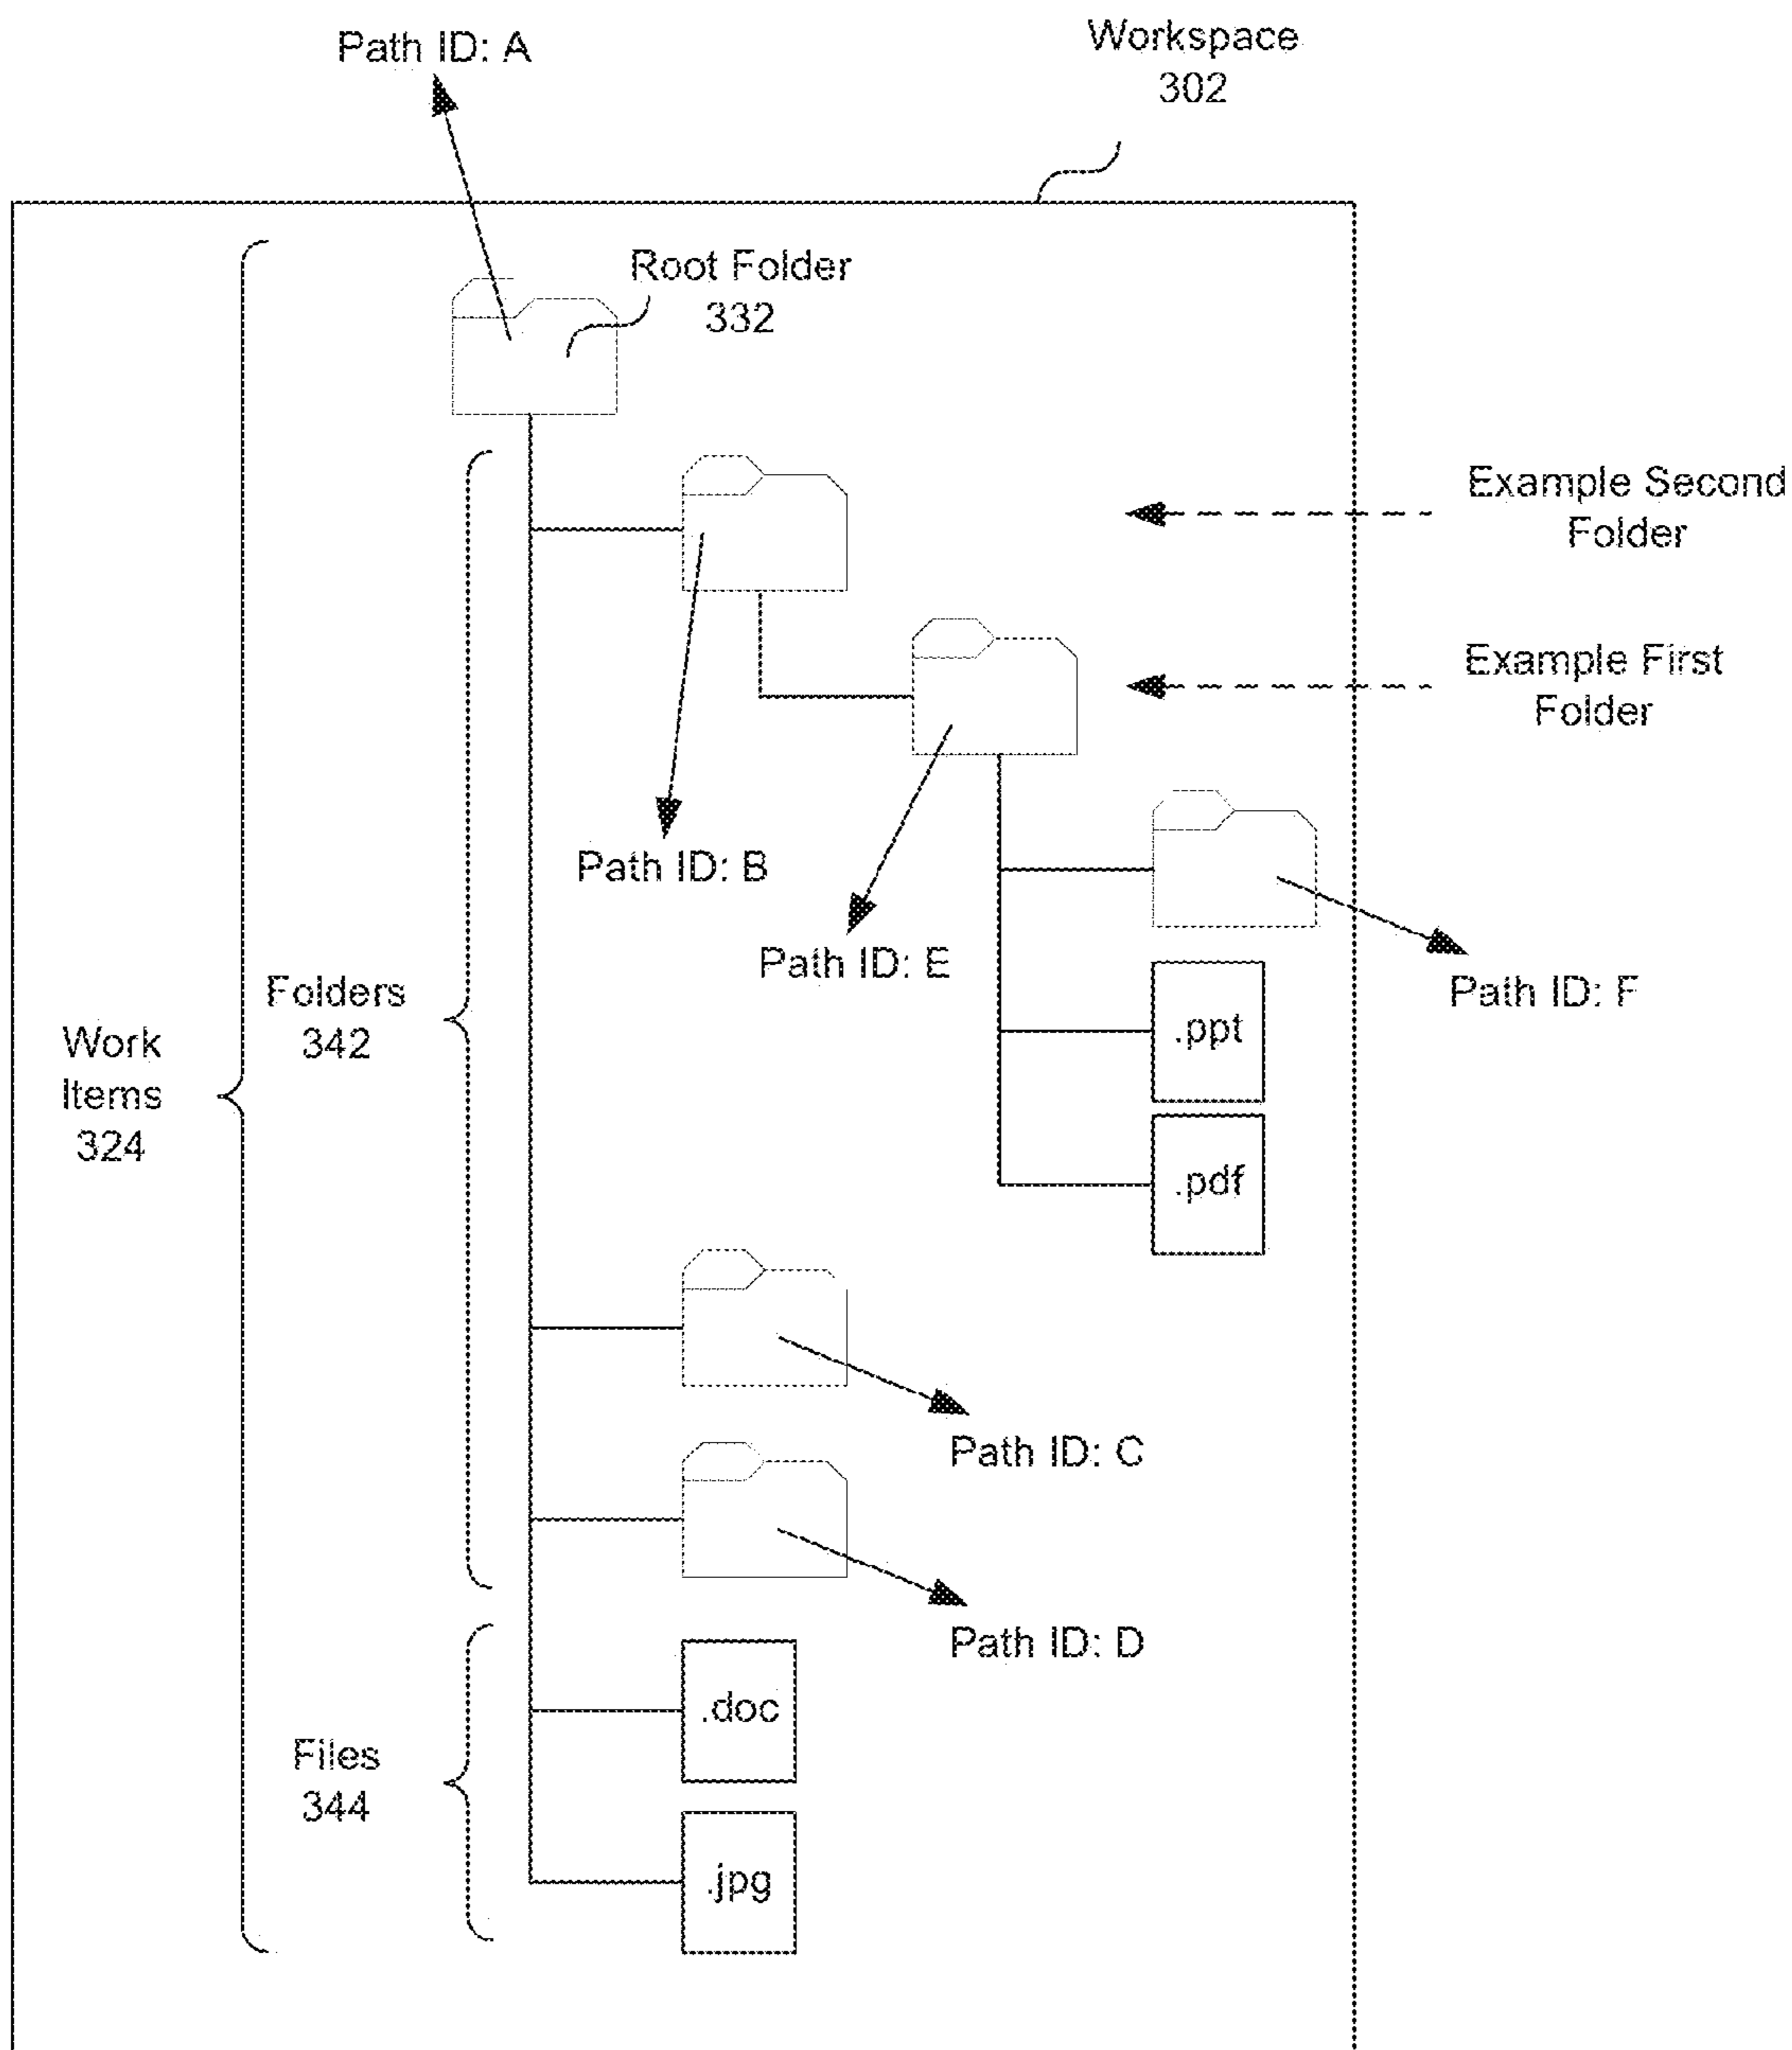 Path ID: A
Workspace
302
Root Folder
332
Example Second
Folder
Example First
Folder
Path ID: B
Path ID: E
Path ID: F
Folders
342
Work
Items
324
.ppt
.pdf
Path ID: C
Path ID: D
.doc
Files
344
.jpg